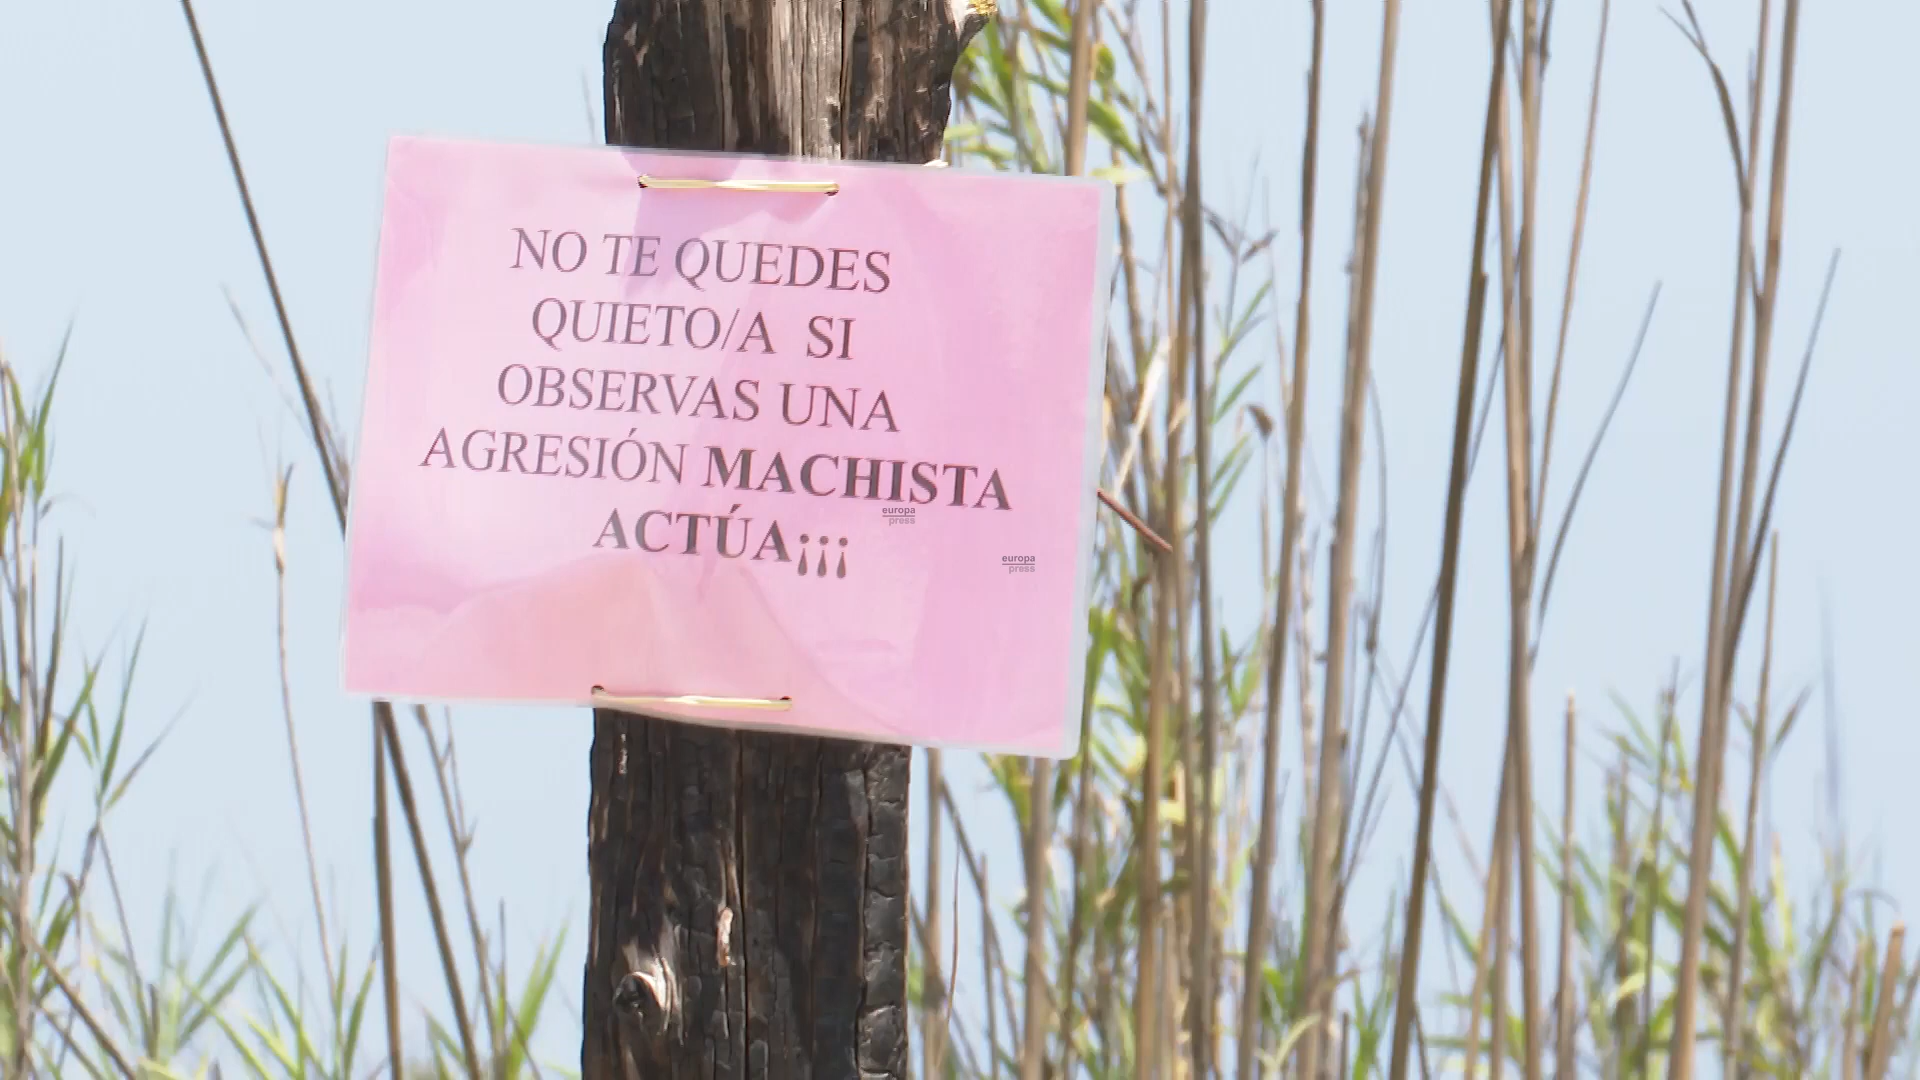 NO TE QUEDES
QUIETO/A SI
OBSERVAS UNA
AGRESIÓN MACHISTA
ACTÚA¡¡¡
europa
press
europa
press